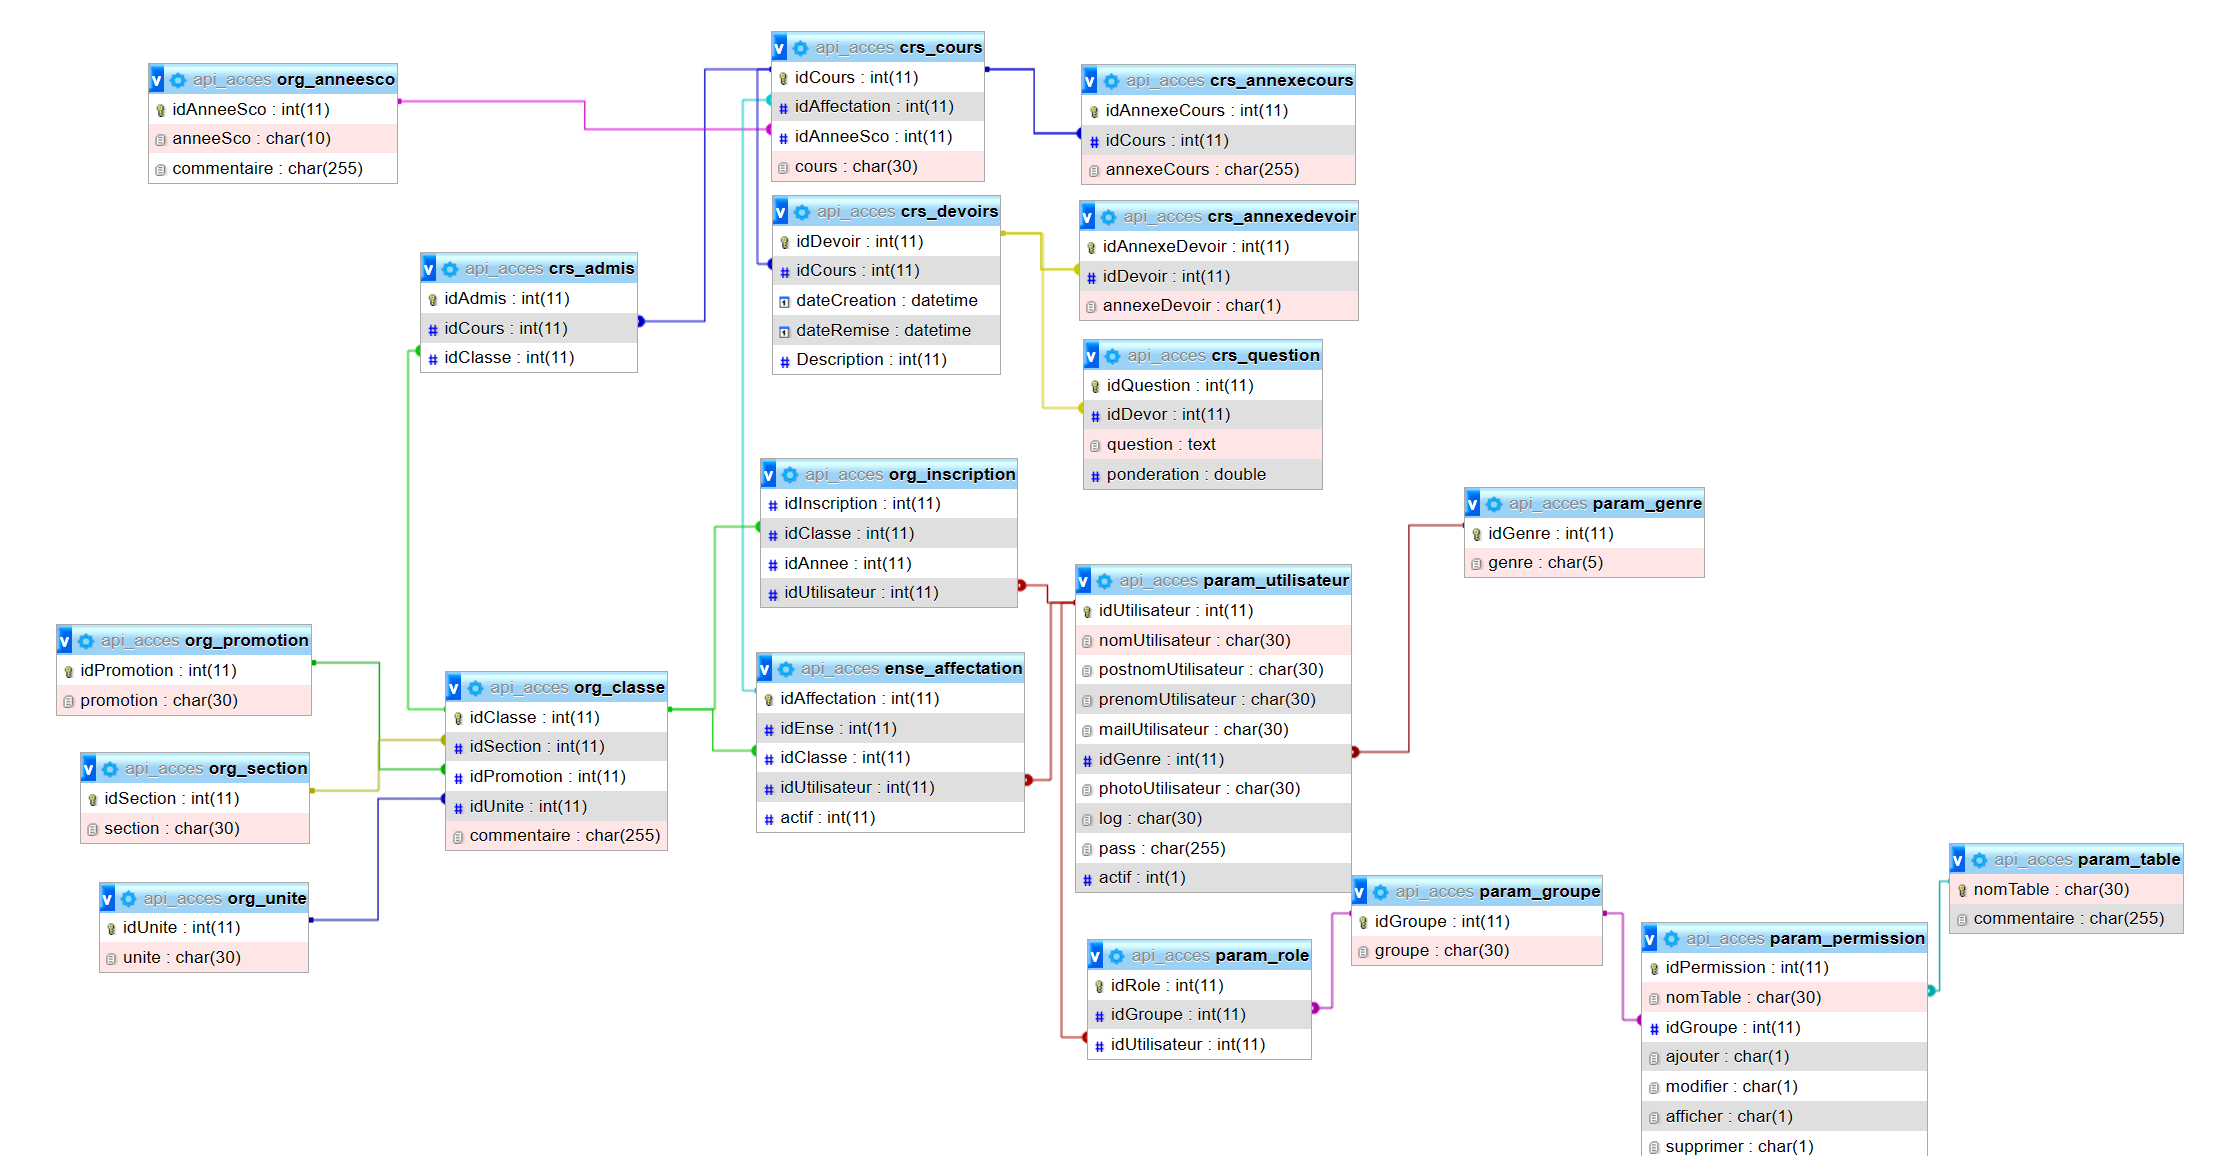 v api_acces org_anneesco
idAnneeSco : int(11)
anneeSco : char(10)
commentaire : char(255)
v api_acces crs_cours
idCours : int(11)
# idAffectation : int(11)
# idAnneeSco : int(11)
cours : char(30)
v api_acces crs_annexecours
idAnnexeCours : int(11)
# idCours : int(11)
annexeCours : char(255)
v api_acces crs_devoirs
idDevoir : int(11)
# idCours : int(11)
dateCreation : datetime
dateRemise : datetime
# Description : int(11)
v api_acces crs_annexedevoir
idAnnexeDevoir : int(11)
# idDevoir : int(11)
annexeDevoir : char(1)
v api_acces crs_admis
idAdmis : int(11)
# idCours : int(11)
# idClasse : int(11)
v api_acces crs_question
idQuestion : int(11)
# idDevor : int(11)
question : text
# ponderation : double
v api_acces org_inscription
# idInscription : int(11)
# idClasse : int(11)
# idAnnee : int(11)
# idUtilisateur : int(11)
v api_acces param_genre
idGenre : int(11)
genre : char(5)
v api_acces param_utilisateur
idUtilisateur : int(11)
nomUtilisateur : char(30)
postnomUtilisateur : char(30)
prenomUtilisateur : char(30)
mailUtilisateur : char(30)
# idGenre : int(11)
photoUtilisateur : char(30)
log : char(30)
pass : char(255)
# actif : int(1)
v api_acces org_promotion
idPromotion : int(11)
promotion : char(30)
v api_acces org_classe
idClasse : int(11)
# idSection : int(11)
# idPromotion : int(11)
# idUnite : int(11)
commentaire : char(255)
v api_acces ense_affectation
idAffectation : int(11)
# idEnse : int(11)
# idClasse : int(11)
# idUtilisateur : int(11)
# actif : int(11)
v api_acces org_section
idSection : int(11)
section : char(30)
v api_acces org_unite
idUnite : int(11)
unite : char(30)
v api_acces param_groupe
idGroupe : int(11)
groupe : char(30)
v api_acces param_table
nomTable : char(30)
commentaire : char(255)
v api_acces param_role
idRole : int(11)
# idGroupe : int(11)
# idUtilisateur : int(11)
v api_acces param_permission
idPermission : int(11)
nomTable : char(30)
# idGroupe : int(11)
ajouter : char(1)
modifier : char(1)
afficher : char(1)
supprimer : char(1)